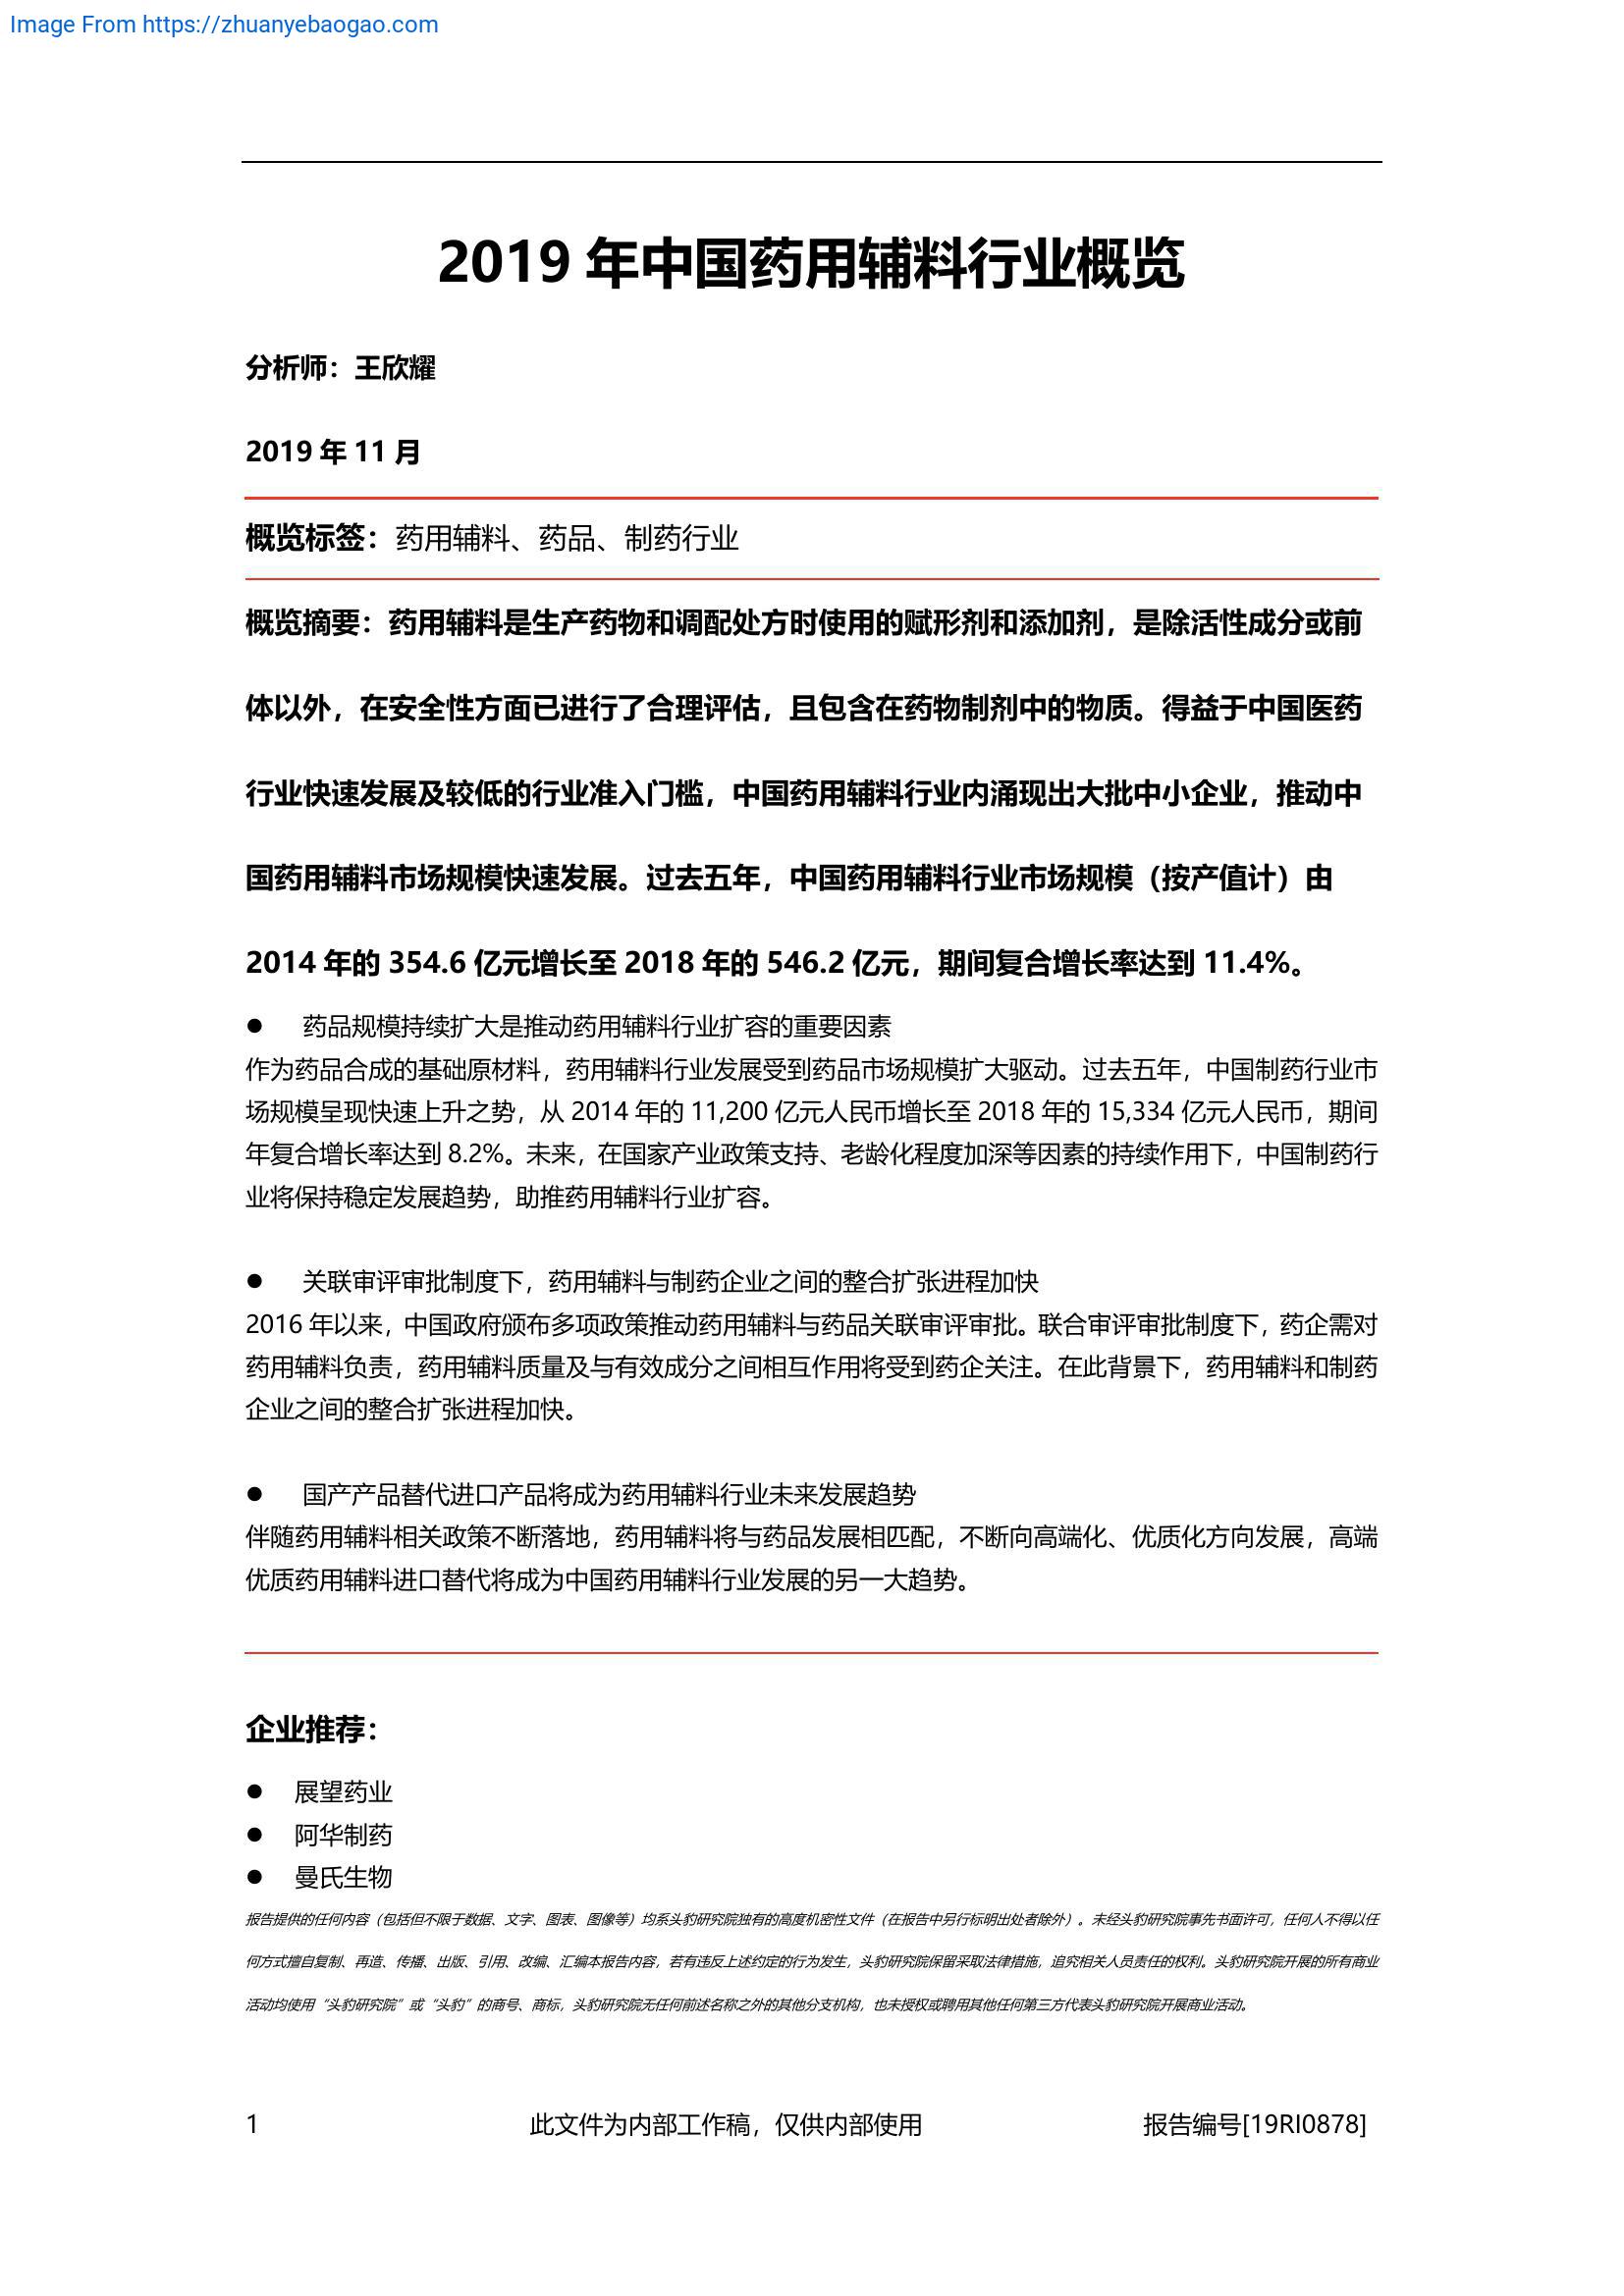 Image From https://zhuanyebaogao.com
2019 年中国药用辅料行业概览
分析师：王欣耀
2019 年 11 月
概览标签：药用辅料、药品、制药行业
概览摘要：药用辅料是生产药物和调配处方时使用的赋形剂和添加剂，是除活性成分或前
体以外，在安全性方面已进行了合理评估，且包含在药物制剂中的物质。得益于中国医药
行业快速发展及较低的行业准入门槛，中国药用辅料行业内涌现出大批中小企业，推动中
国药用辅料市场规模快速发展。过去五年，中国药用辅料行业市场规模（按产值计）由
2014 年的 354.6 亿元增长至 2018 年的 546.2 亿元，期间复合增长率达到 11.4%。
● 药品规模持续扩大是推动药用辅料行业扩容的重要因素
作为药品合成的基础原材料，药用辅料行业发展受到药品市场规模扩大驱动。过去五年，中国制药行业市
场规模呈现快速上升之势，从 2014 年的 11,200 亿元人民币增长至 2018 年的 15,334 亿元人民币，期间
年复合增长率达到 8.2%。未来，在国家产业政策支持、老龄化程度加深等因素的持续作用下，中国制药行
业将保持稳定发展趋势，助推药用辅料行业扩容。
● 关联审评审批制度下，药用辅料与制药企业之间的整合扩张进程加快
2016 年以来，中国政府颁布多项政策推动药用辅料与药品关联审评审批。联合审评审批制度下，药企需对
药用辅料负责，药用辅料质量及与有效成分之间相互作用将受到药企关注。在此背景下，药用辅料和制药
企业之间的整合扩张进程加快。
● 国产产品替代进口产品将成为药用辅料行业未来发展趋势
伴随药用辅料相关政策不断落地，药用辅料将与药品发展相匹配，不断向高端化、优质化方向发展，高端
优质药用辅料进口替代将成为中国药用辅料行业发展的另一大趋势。
企业推荐：
● 展望药业
● 阿华制药
● 曼氏生物
报告提供的任何内容（包括但不限于数据、文字、图表、图像等）均系头豹研究院独有的高度机密性文件（在报告中另行标明出处者除外）。未经头豹研究院事先书面许可，任何人不得以任
何方式擅自复制、再造、传播、出版、引用、改编、汇编本报告内容，若有违反上述约定的行为发生，头豹研究院保留采取法律措施，追究相关人员责任的权利。头豹研究院开展的所有商业
活动均使用“头豹研究院”或“头豹”的商号、商标，头豹研究院无任何前述名称之外的其他分支机构，也未授权或聘用其他任何第三方代表头豹研究院开展商业活动。
1 此文件为内部工作稿，仅供内部使用 报告编号[19RI0878]